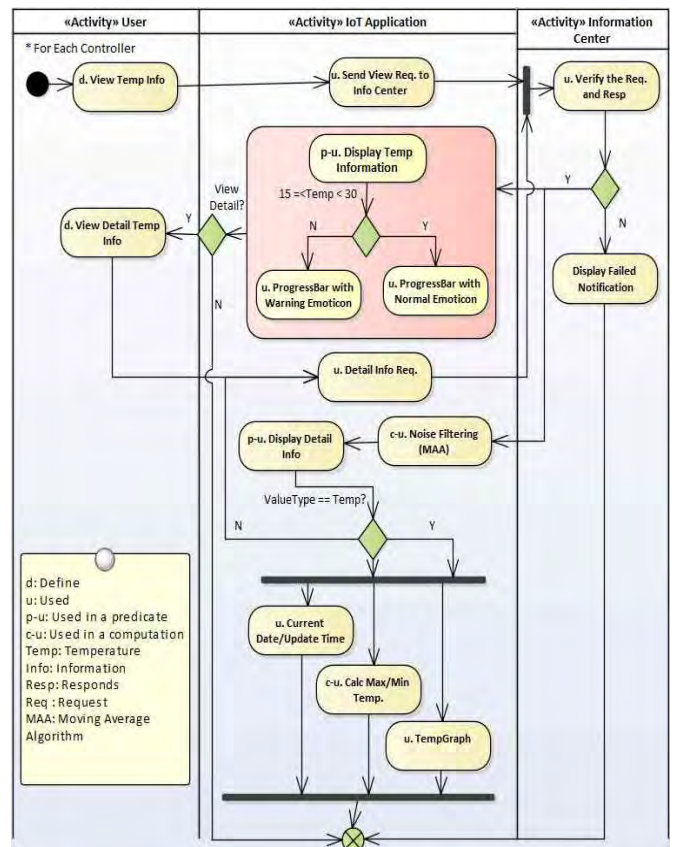 «Activity» User
«Activity» IoT Application
«Activity» Information
Center
* For Each Controller
d. View Temp Info
u. Send View Req. to
Info Center
u. Verify the Req.
and Resp
p-u. Display Temp
Information
15 =<Temp < 30
N
Y
u. ProgressBar with
Warning Emoticon
u. ProgressBar with
Normal Emoticon
View
Detail?
Y
N
d. View Detail Temp
Info
Y
N
Display Failed
Notification
u. Detail Info Req.
p-u. Display Detail
Info
c-u. Noise Filtering
(MAA)
ValueType == Temp?
N
Y
u. Current
Date/Update Time
c-u. Calc Max/Min
Temp.
u. TempGraph
d: Define
u: Used
p-u: Used in a predicate
c-u: Used in a computation
Temp: Temperature
Info: Information
Resp: Responds
Req : Request
MAA: Moving Average
Algorithm